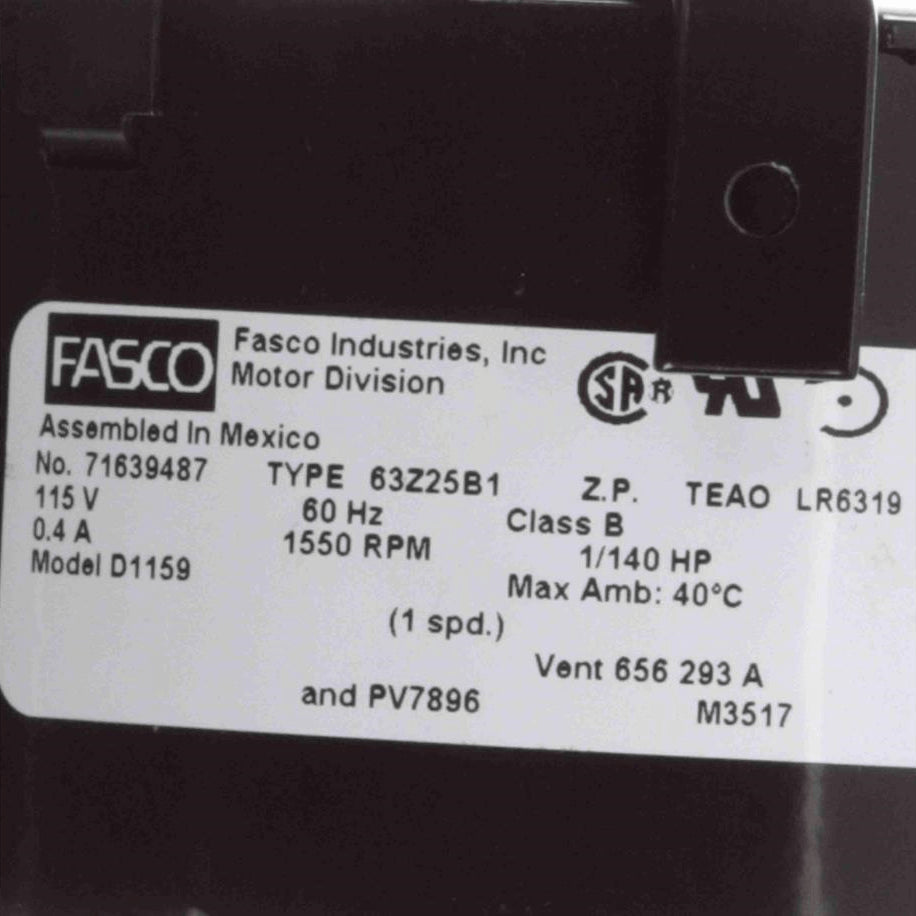 FASCO
Fasco Industries, Inc
Motor Division
SA ®
Assembled In Mexico
No. 71639487 TYPE 63Z25B1 Z.P. TEAO LR6319
115 V 60 Hz Class B
0.4 A 1550 RPM 1/140 HP
Model D1159 Max Amb: 40°C
(1 spd.)
Vent 656 293 A
and PV7896 M3517